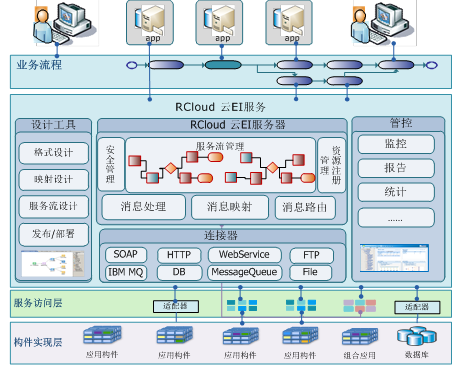 app
app
app
业务流程
RCloud 云EI服务
设计工具
格式设计
映射设计
服务流设计
发布/部署
RCloud 云EI服务器
安全管理
服务流管理
资源注册管理
消息处理
消息映射
消息路由
连接器
SOAP
HTTP
WebService
FTP
IBM MQ
DB
MessageQueue
File
管控
监控
报告
统计
……
服务访问层
适配器
适配器
构件实现层
应用构件
应用构件
应用构件
应用构件
组合应用
数据库